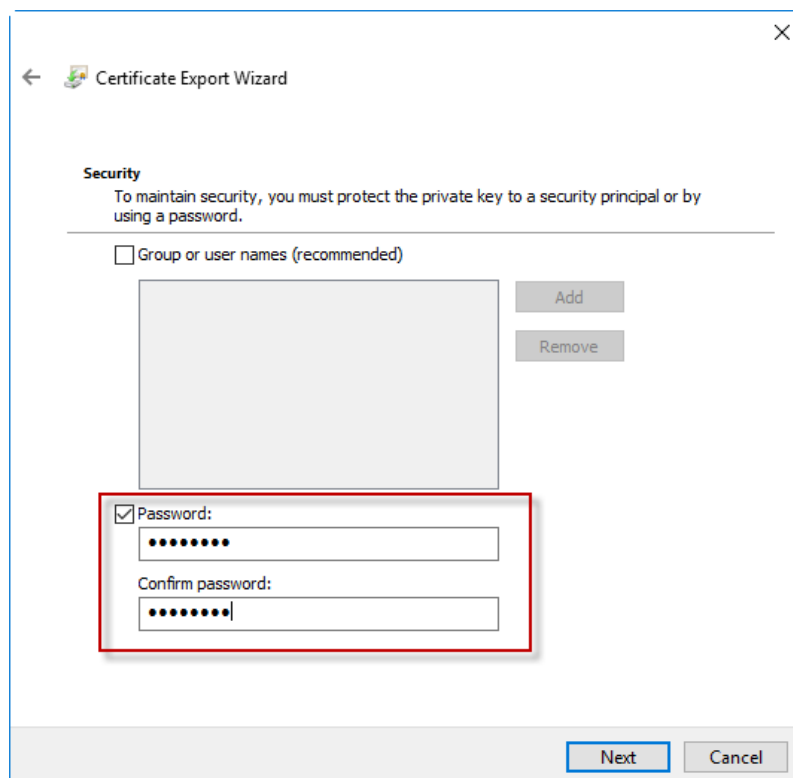 Certificate Export Wizard
Security
To maintain security, you must protect the private key to a security principal or by
using a password.
Group or user names (recommended)
Add
Remove
Password:
••••••••
Confirm password:
••••••••
Next
Cancel